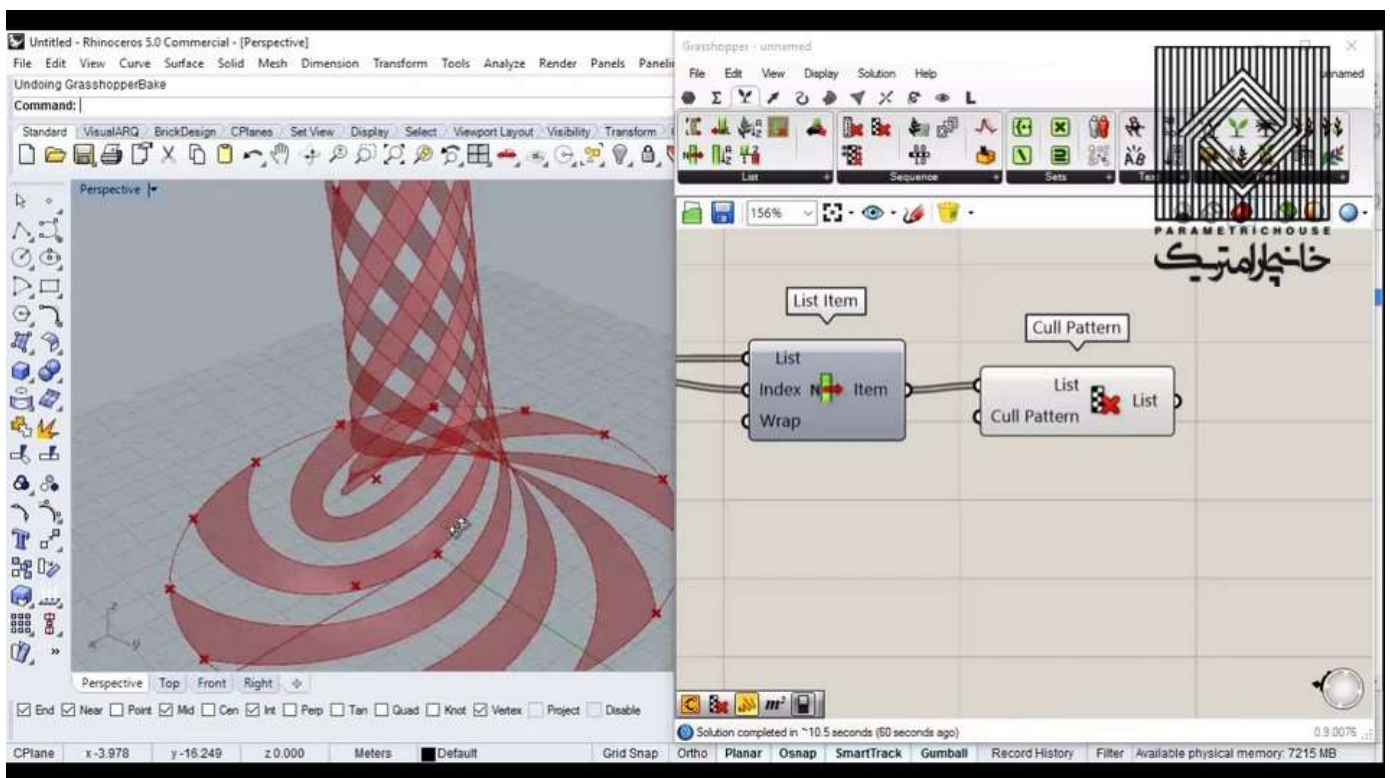 Untitled - Rhinoceros 5.0 Commercial - [Perspective]
File Edit View Curve Surface Solid Mesh Dimension Transform Tools Analyze Render Panels
Undoing GrasshopperBake
Command:
Standard VisualARQ BrickDesign CPlanes Set View Display Select Viewport Layout Visibility Transform
Perspective
z
x
y
Perspective Top Front Right
End Near Point Mid Cen Int Perp Tan Quad Knot Vertex Project Disable
CPlane x -3.978 y -16.249 z 0.000 Meters Default Grid Snap Ortho Planar Osnap SmartTrack Gumball Record History Filter Available physical memory: 7215 MB
Grasshopper - unnamed
unnamed
File Edit View Display Solution Help
List Sequence Sets
156%
PARAMETRICHOUSE
خانه پارامتریک
List Item
List
Index N Item
Wrap
Cull Pattern
List
Cull Pattern
List
m²
Solution completed in ~10.5 seconds (60 seconds ago)
0.9.0076